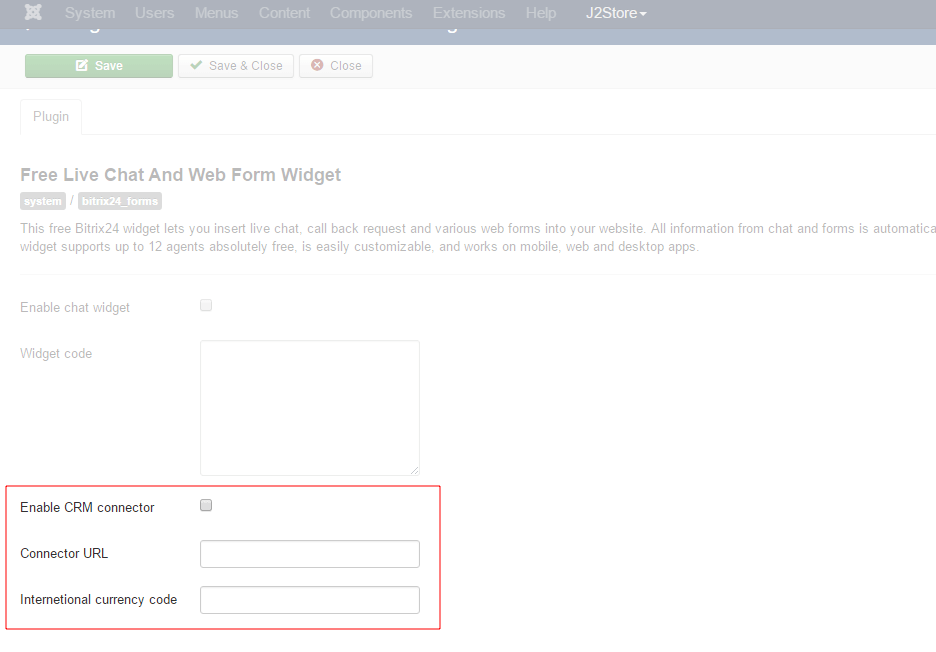 System Users Menus Content Components Extensions Help J2Store
Save Save & Close Close
Plugin
Free Live Chat And Web Form Widget
system / bitrix24_forms
This free Bitrix24 widget lets you insert live chat, call back request and various web forms into your website. All information from chat and forms is automatica
widget supports up to 12 agents absolutely free, is easily customizable, and works on mobile, web and desktop apps.
Enable chat widget
Widget code
Enable CRM connector
Connector URL
Internetional currency code